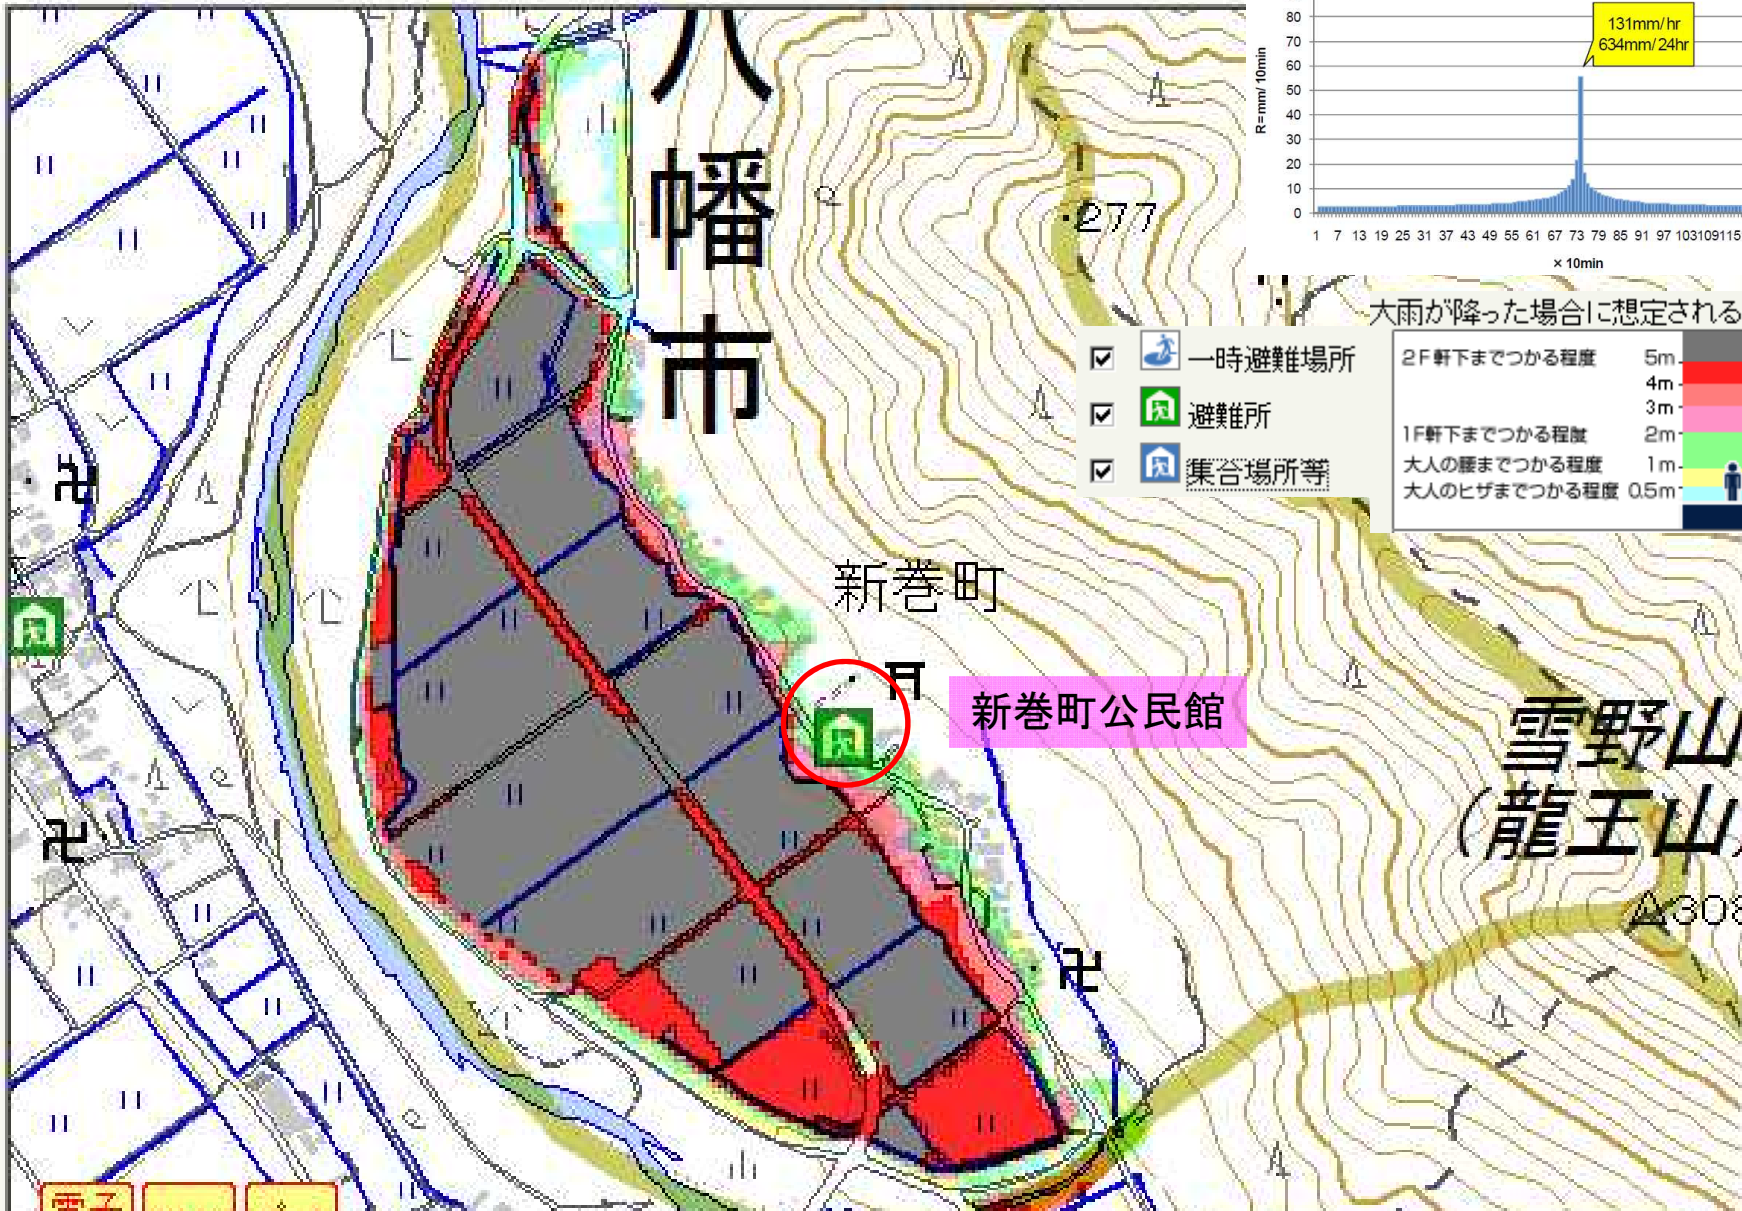 八
幡
市
・277
新巻町
新巻町公民館
雪野山
(龍王山)
308
80
70
60
50
40
30
20
10
0
R=mm/10min
131mm/hr
634mm/24hr
1 7 13 19 25 31 37 43 49 55 61 67 73 79 85 91 97 103109115
×10min
一時避難場所
避難所
集合場所等
大雨が降った場合に想定される
2F軒下までつかる程度 5m
4m
3m
1F軒下までつかる程度 2m
大人の腰までつかる程度 1m
大人のヒザまでつかる程度 0.5m
電子